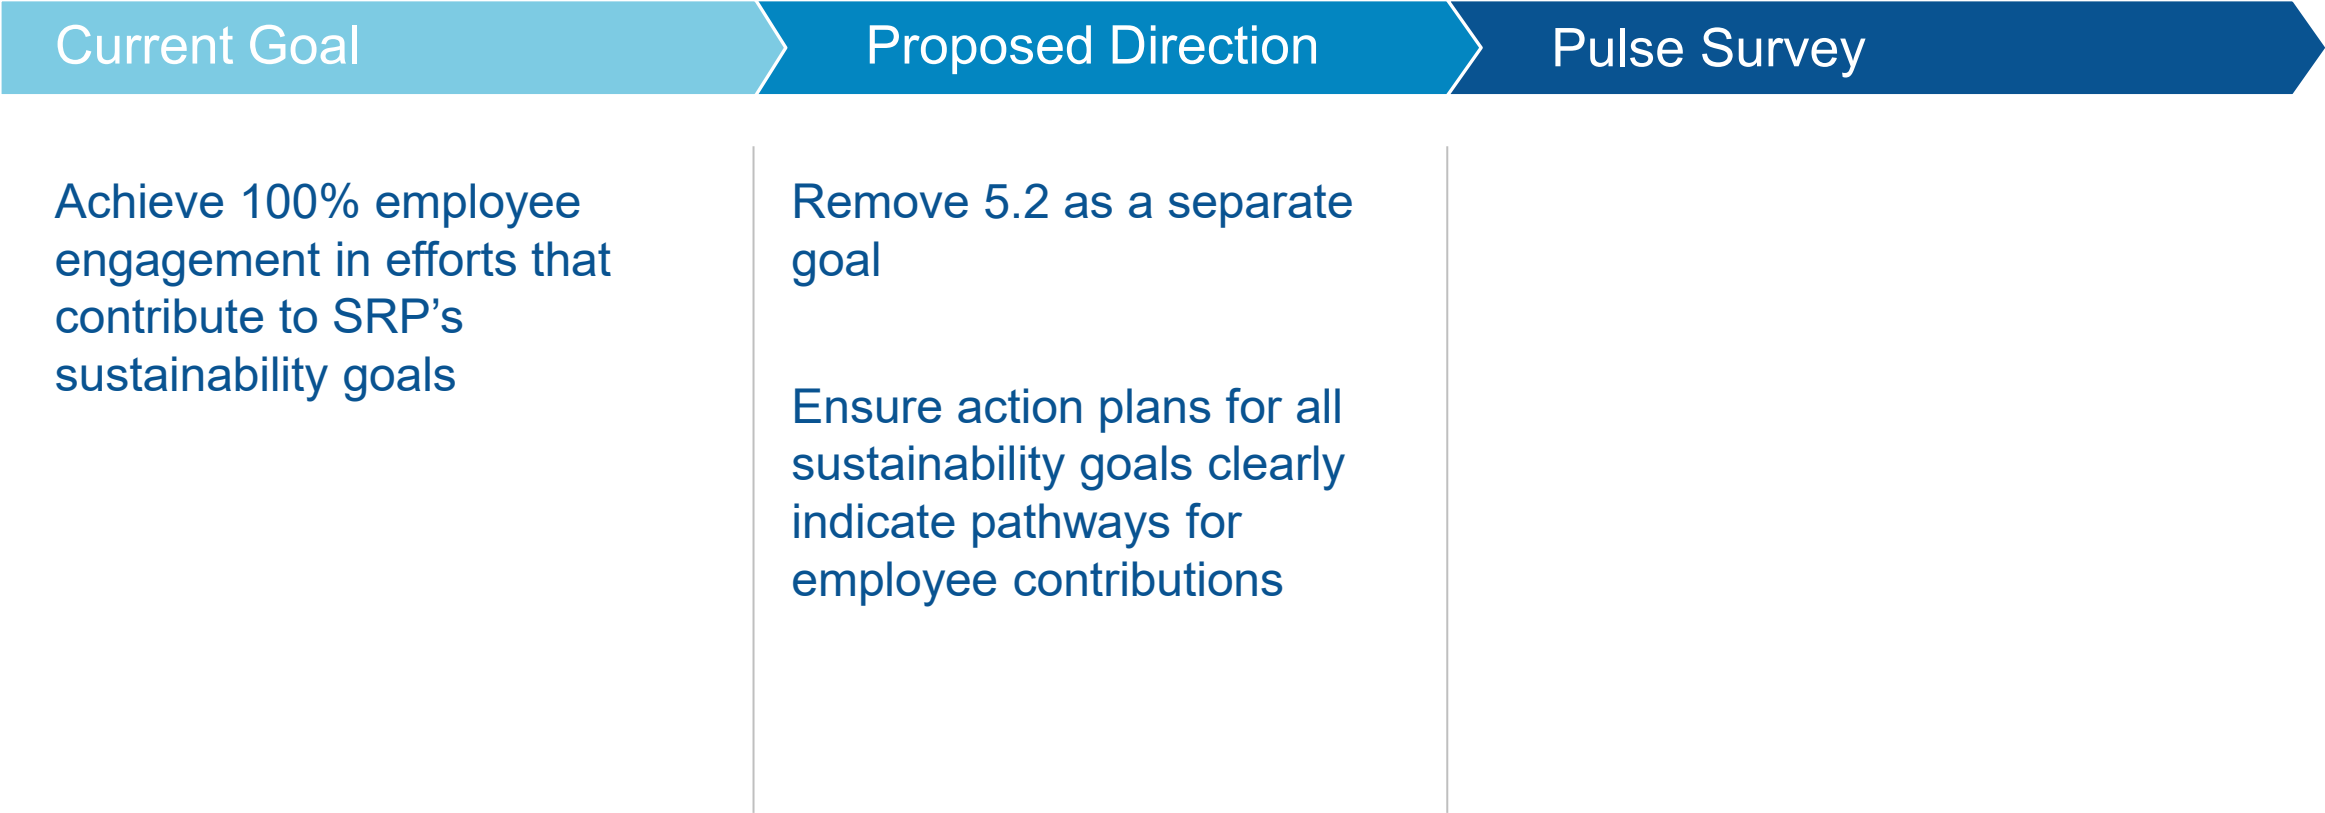 Current Goal
Proposed Direction
Pulse Survey
Achieve 100% employee
engagement in efforts that
contribute to SRP’s
sustainability goals
Remove 5.2 as a separate
goal
Ensure action plans for all
sustainability goals clearly
indicate pathways for
employee contributions